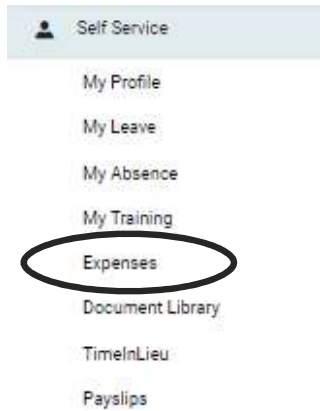 Self Service
My Profile
My Leave
My Absence
My Training
Expenses
Document Library
TimeInLieu
Payslips